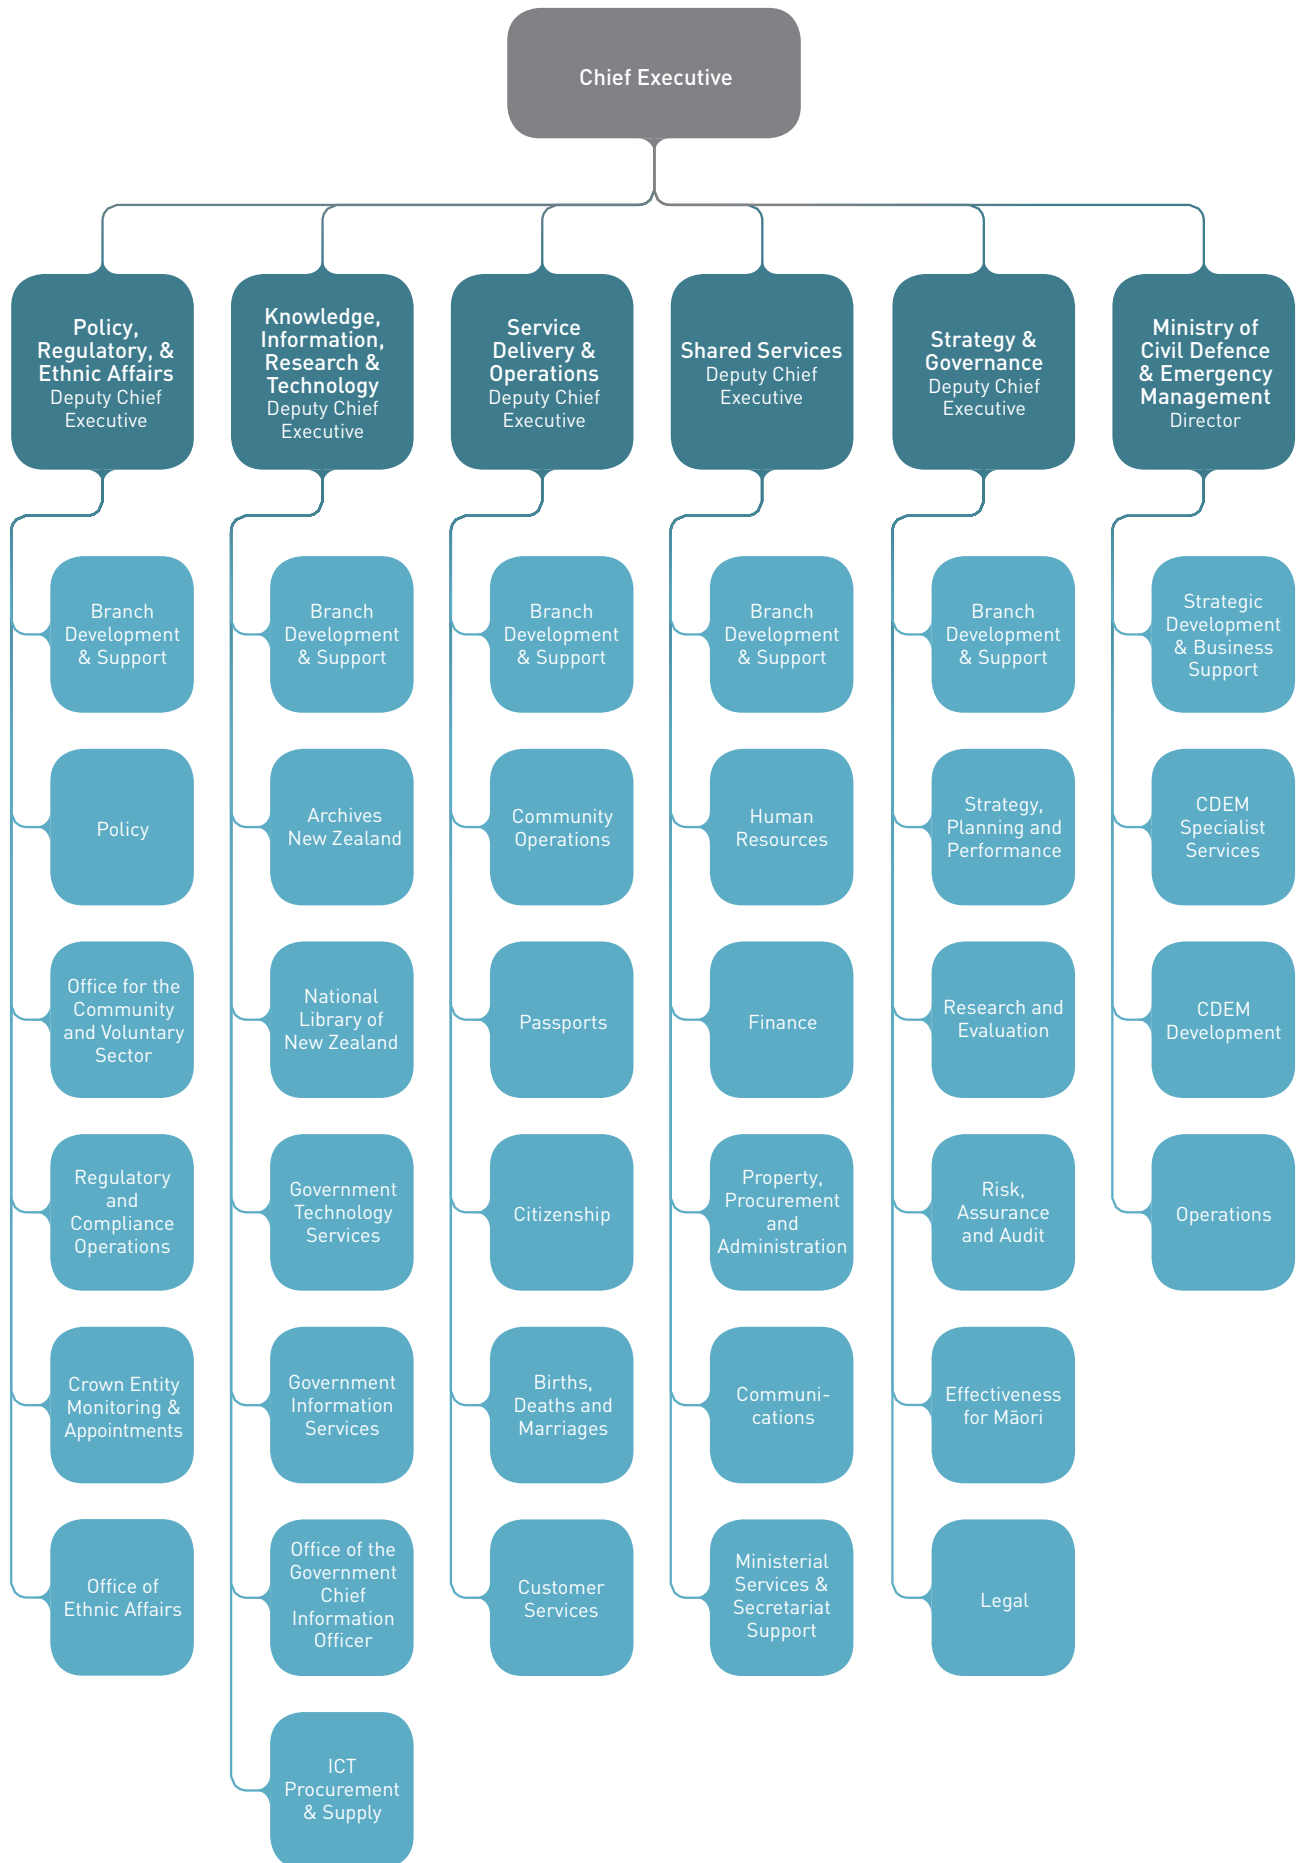 Chief Executive
Policy,
Regulatory, &
Ethnic Affairs
Deputy Chief
Executive
Knowledge,
Information,
Research &
Technology
Deputy Chief
Executive
Service
Delivery &
Operations
Deputy Chief
Executive
Shared Services
Deputy Chief
Executive
Strategy &
Governance
Deputy Chief
Executive
Ministry of
Civil Defence
& Emergency
Management
Director
Branch
Development
& Support
Policy
Office for the
Community
and Voluntary
Sector
Regulatory
and
Compliance
Operations
Crown Entity
Monitoring &
Appointments
Office of
Ethnic Affairs
Branch
Development
& Support
Archives
New Zealand
National
Library of
New Zealand
Government
Technology
Services
Government
Information
Services
Office of the
Government
Chief
Information
Officer
ICT
Procurement
& Supply
Branch
Development
& Support
Community
Operations
Passports
Citizenship
Births,
Deaths and
Marriages
Customer
Services
Branch
Development
& Support
Human
Resources
Finance
Property,
Procurement
and
Administration
Communi-
cations
Ministerial
Services &
Secretariat
Support
Branch
Development
& Support
Strategy,
Planning and
Performance
Research and
Evaluation
Risk,
Assurance
and Audit
Effectiveness
for Māori
Legal
Strategic
Development
& Business
Support
CDEM
Specialist
Services
CDEM
Development
Operations